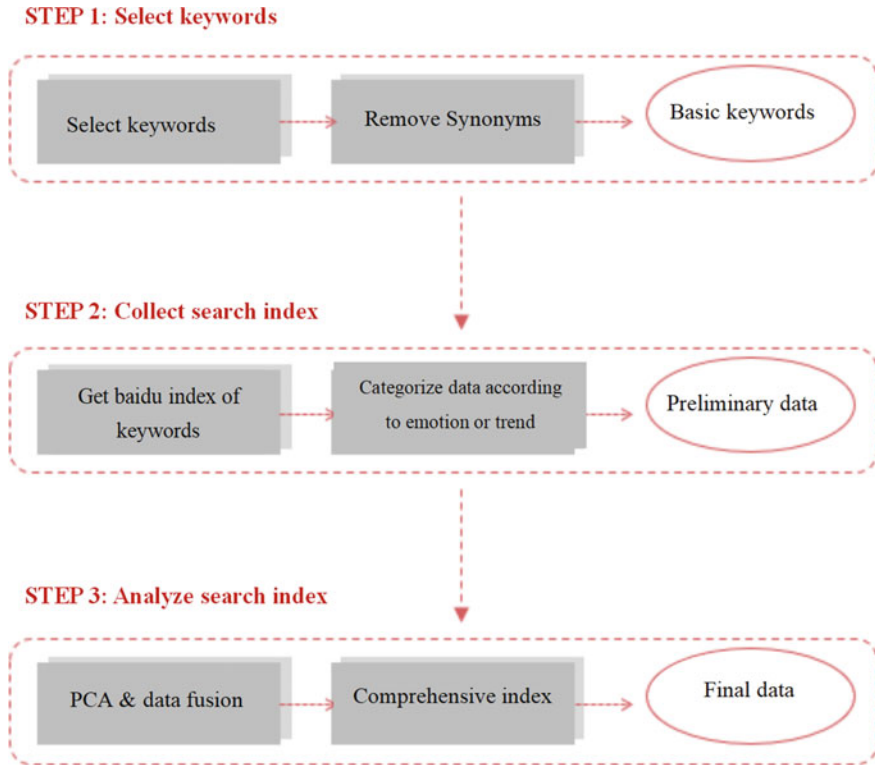 STEP 1: Select keywords
Select keywords
Remove Synonyms
Basic keywords
STEP 2: Collect search index
Get baidu index of
keywords
Categorize data according
to emotion or trend
Preliminary data
STEP 3: Analyze search index
PCA & data fusion
Comprehensive index
Final data